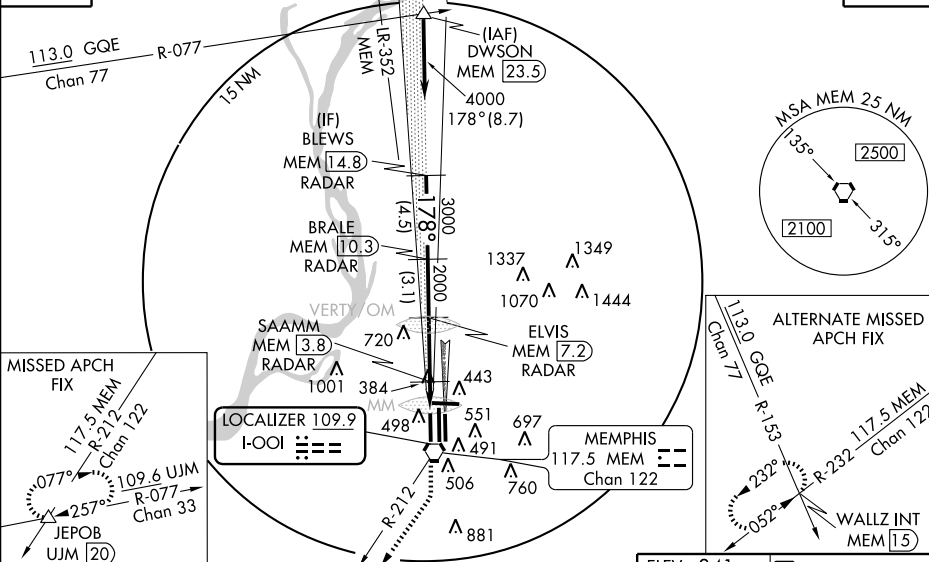 113.0 GQE
Chan 77
R-077
LR-352
MEM
(IAF)
DWSON
MEM 23.5
4000
178°(8.7)
15 NM
(IF)
BLEWS
MEM 14.8
RADAR
178°
3000
(4.5)
BRALE
MEM 10.3
RADAR
2000
(3.1)
VERTY/OM
720
SAAMM
MEM 3.8
RADAR
1001
384
443
MM
498
551
491
697
506
760
881
1337
1349
1070
1444
ELVIS
MEM 7.2
RADAR
LOCALIZER 109.9
I-OOI
MEMPHIS
117.5 MEM
Chan 122
R-212
MSA MEM 25 NM
135°
2500
2100
315°
MISSED APCH
FIX
117.5 MEM
R-212
Chan 122
077°
257°
109.6 UJM
R-077
Chan 33
JEPOB
UJM 20
ALTERNATE MISSED
APCH FIX
113.0 GQE
Chan 77
R-153
117.5 MEM
Chan 122
R-232
232°
052°
WALLZ INT
MEM 15